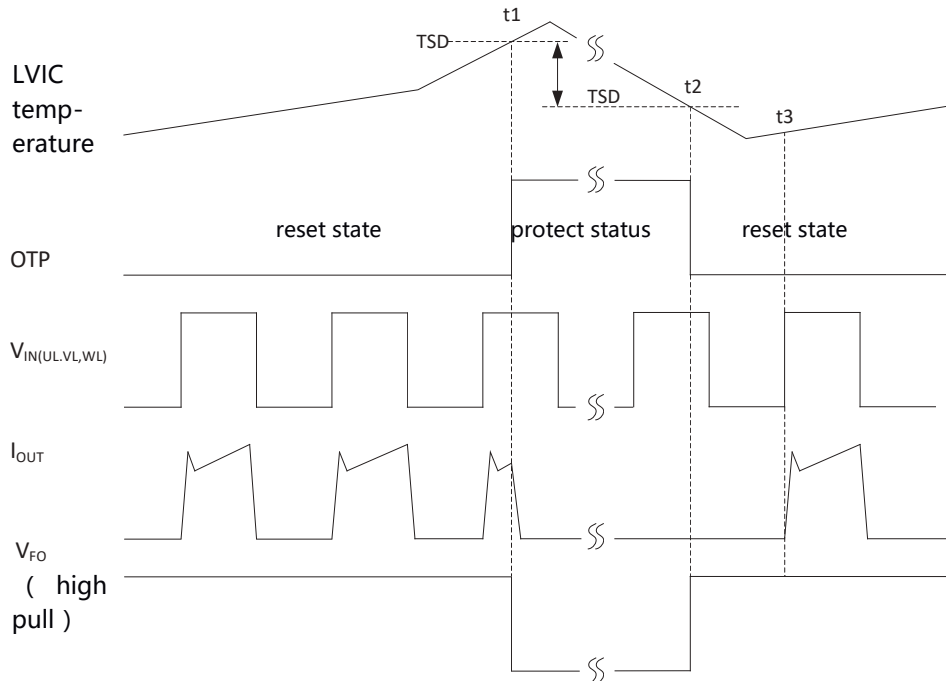 t1
TSD
LVIC
temp-
erature
TSD
t2
t3
reset state
protect status
reset state
OTP
VIN(UL.VL,WL)
IOUT
VFO
( high
pull )